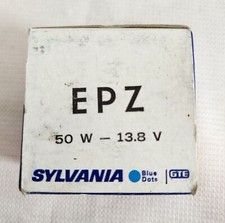 EPZ
50 W – 13.8 V
SYLVANIA Blue Dots GTE